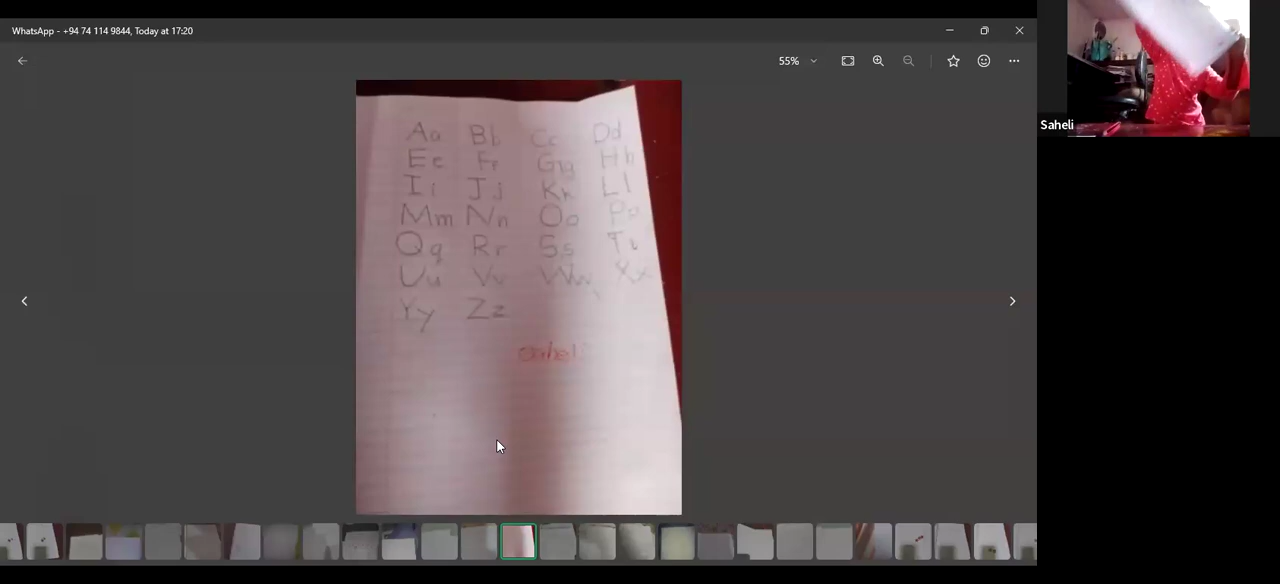 WhatsApp - +94 74 114 9844, Today at 17:20
55%
Saheli
Aa Bb Cc Dd
Ee Ff Gg Hh
Ii Jj Kk Ll
Mm Nn Oo Pp
Qq Rr Ss Tt
Uu Vv Ww Xx
Yy Zz
Saheli